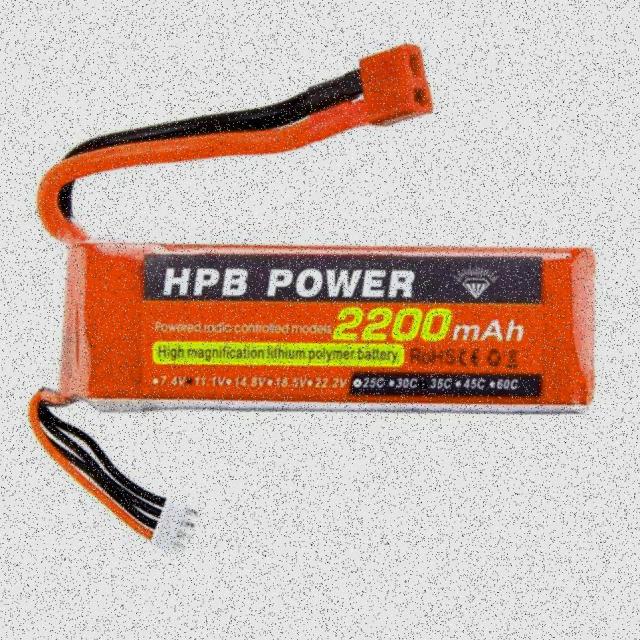 HPB POWER
Powered radic controlled models 2200mAh
High magnification lithium polymer battery RoHS CE
7.4V 11.1V 14.8V 18.5V 22.2V 25C 30C 35C 45C 60C